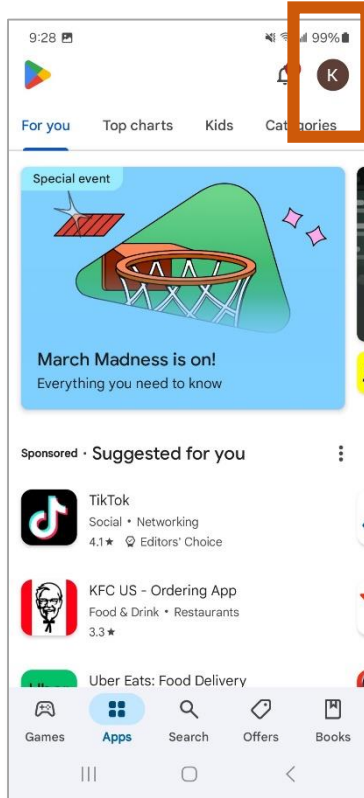 9:28
99%
K
For you Top charts Kids Categories
Special event
March Madness is on!
Everything you need to know
Sponsored · Suggested for you
TikTok
Social • Networking
4.1★ Editors' Choice
KFC US - Ordering App
Food & Drink • Restaurants
3.3★
Uber Eats: Food Delivery
Games Apps Search Offers Books